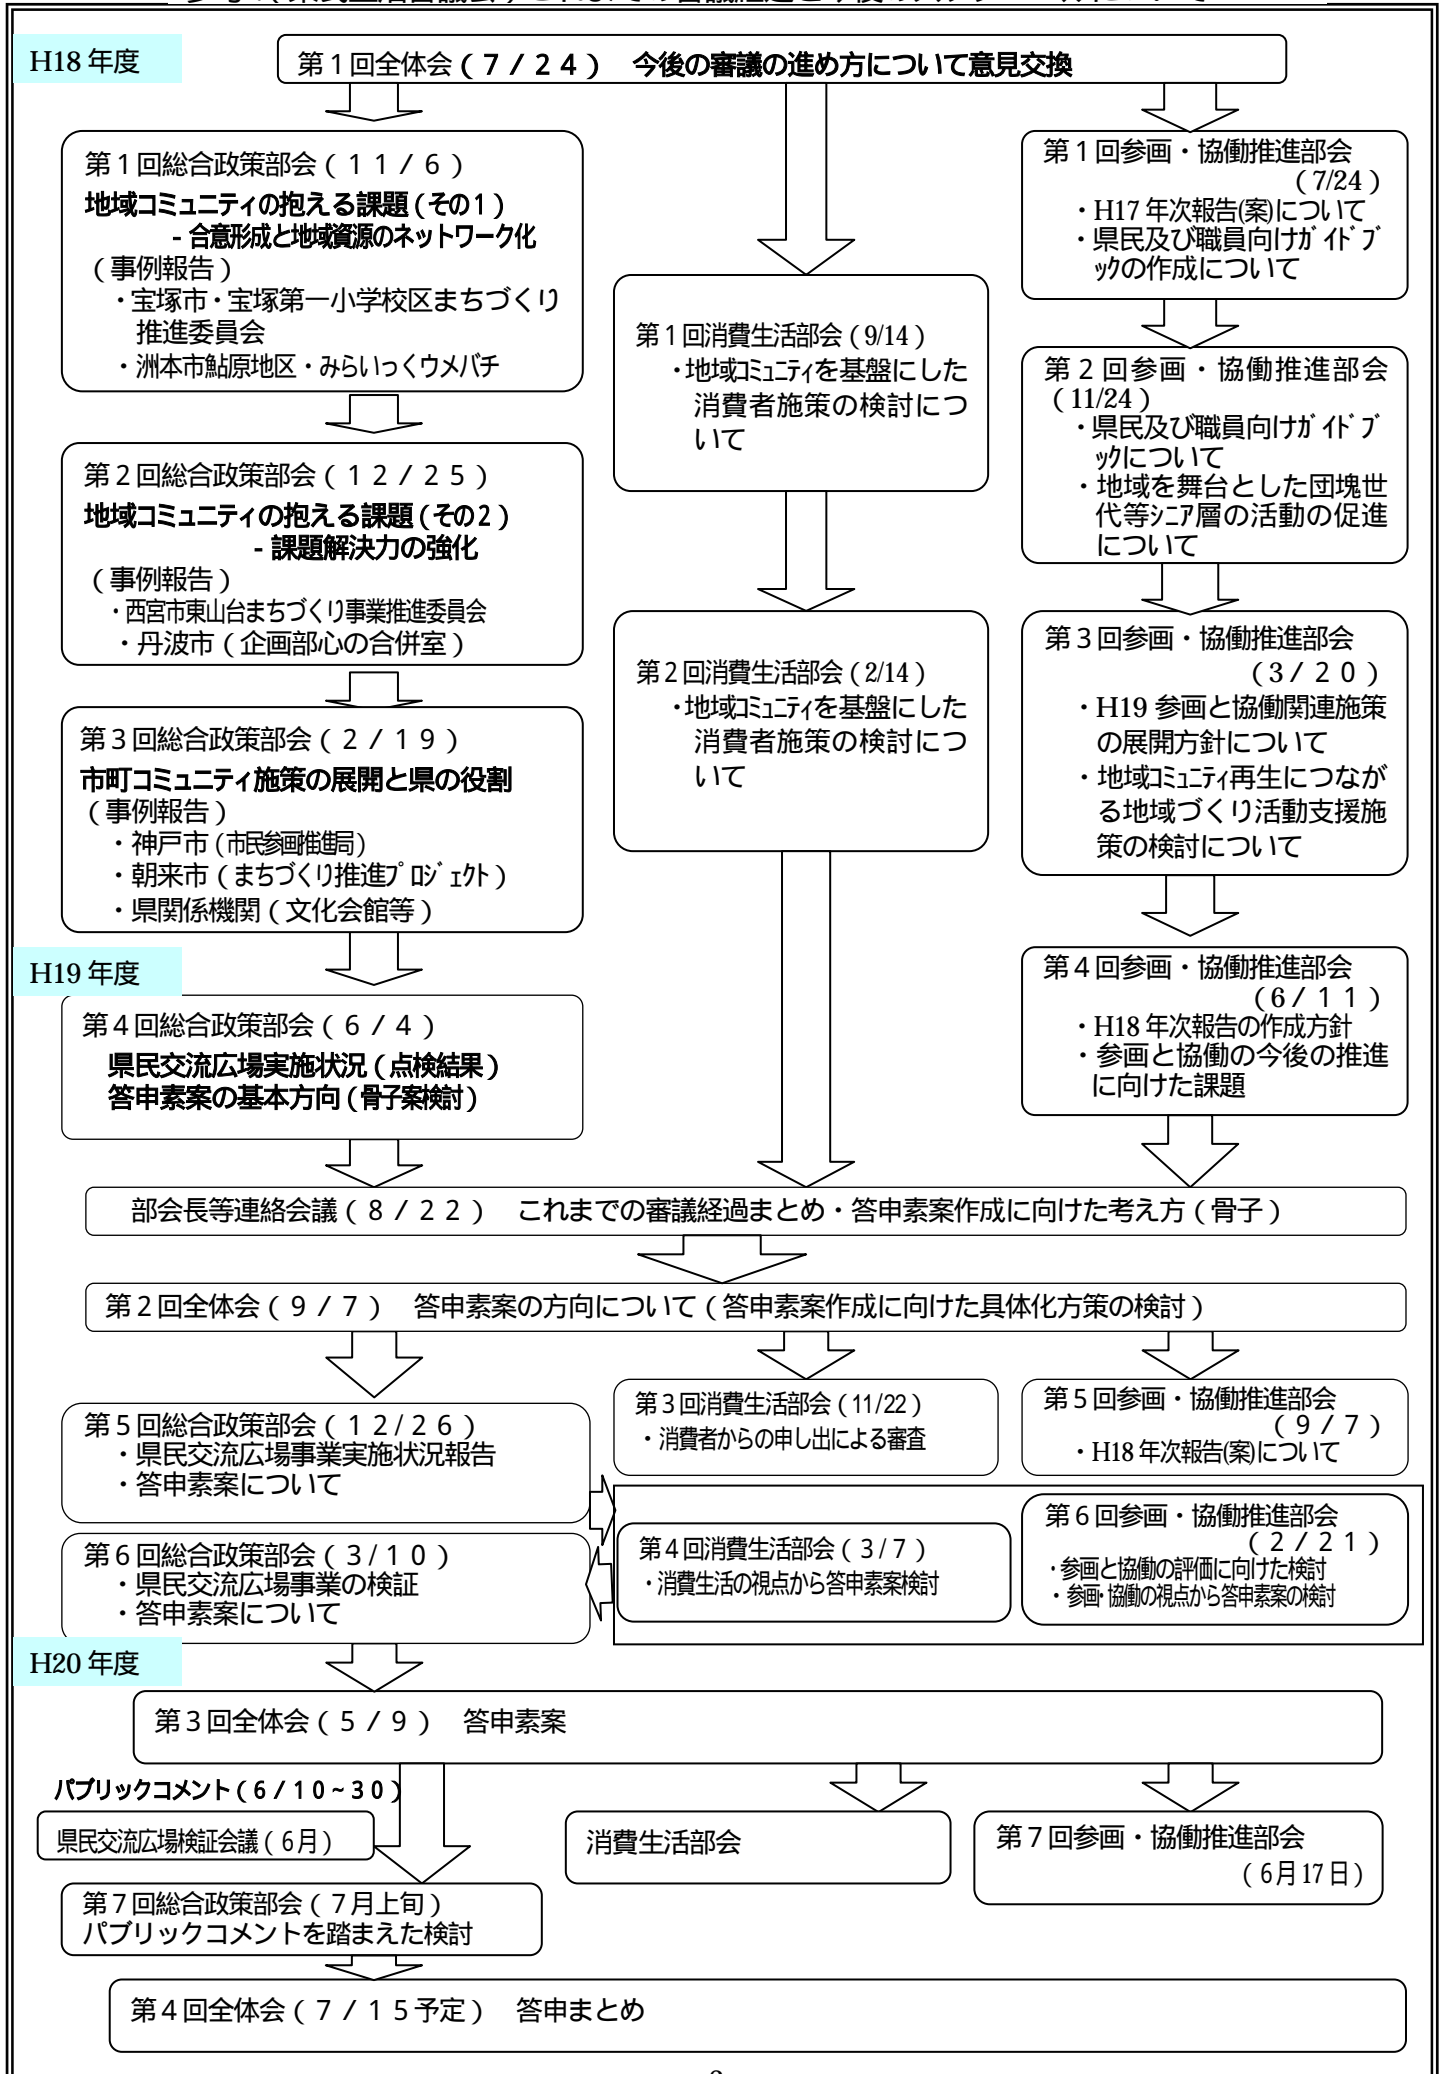 H18年度
第1回全体会(7/24) 今後の審議の進め方について意見交換
第1回総合政策部会(11/6)
地域コミュニティの抱える課題(その1)
-合意形成と地域資源のネットワーク化
(事例報告)
・宝塚市・宝塚第一小学校区まちづくり
推進委員会
・洲本市鮎原地区・みらいっくウメバチ
第2回総合政策部会(12/25)
地域コミュニティの抱える課題(その2)
-課題解決力の強化
(事例報告)
・西宮市東山台まちづくり事業推進委員会
・丹波市(企画部心の合併室)
第3回総合政策部会(2/19)
市町コミュニティ施策の展開と県の役割
(事例報告)
・神戸市(市民参画推進局)
・朝来市(まちづくり推進プロジェクト)
・県関係機関(文化会館等)
第1回消費生活部会(9/14)
・地域コミュニティを基盤にした
消費者施策の検討につ
いて
第2回消費生活部会(2/14)
・地域コミュニティを基盤にした
消費者施策の検討につ
いて
第1回参画・協働推進部会
(7/24)
・H17年次報告(案)について
・県民及び職員向けガイドブ
ックの作成について
第2回参画・協働推進部会
(11/24)
・県民及び職員向けガイドブ
ックについて
・地域を舞台とした団塊世
代等シニア層の活動の促進
について
第3回参画・協働推進部会
(3/20)
・H19参画と協働関連施策
の展開方針について
・地域コミュニティ再生につなが
る地域づくり活動支援施
策の検討について
H19年度
第4回総合政策部会(6/4)
県民交流広場実施状況(点検結果)
答申素案の基本方向(骨子案検討)
第4回参画・協働推進部会
(6/11)
・H18年次報告の作成方針
・参画と協働の今後の推進
に向けた課題
部会長等連絡会議(8/22) これまでの審議経過まとめ・答申素案作成に向けた考え方(骨子)
第2回全体会(9/7) 答申素案の方向について(答申素案作成に向けた具体化方策の検討)
第5回総合政策部会(12/26)
・県民交流広場事業実施状況報告
・答申素案について
第3回消費生活部会(11/22)
・消費者からの申し出による審査
第5回参画・協働推進部会
(9/7)
・H18年次報告(案)について
第6回総合政策部会(3/10)
・県民交流広場事業の検証
・答申素案について
第4回消費生活部会(3/7)
・消費生活の視点から答申素案検討
第6回参画・協働推進部会
(2/21)
・参画と協働の評価に向けた検討
・参画・協働の視点から答申素案の検討
H20年度
第3回全体会(5/9) 答申素案
パブリックコメント(6/10~30)
県民交流広場検証会議(6月)
消費生活部会
第7回参画・協働推進部会
(6月17日)
第7回総合政策部会(7月上旬)
パブリックコメントを踏まえた検討
第4回全体会(7/15予定) 答申まとめ